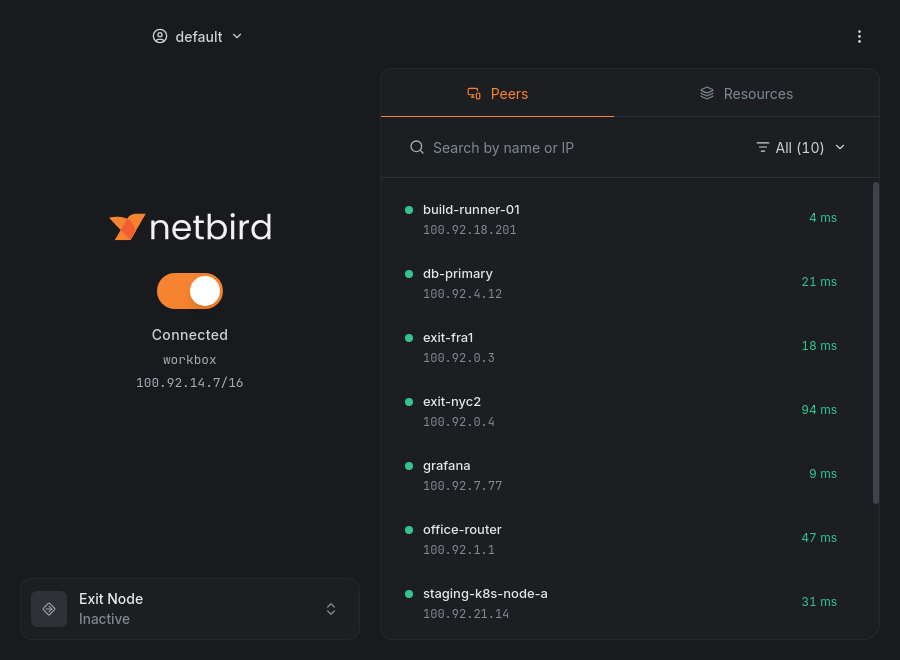 default
netbird
Connected
workbox
100.92.14.7/16
Exit Node
Inactive
Peers
Resources
Search by name or IP
All (10)
build-runner-01
100.92.18.201
4 ms
db-primary
100.92.4.12
21 ms
exit-fra1
100.92.0.3
18 ms
exit-nyc2
100.92.0.4
94 ms
grafana
100.92.7.77
9 ms
office-router
100.92.1.1
47 ms
staging-k8s-node-a
100.92.21.14
31 ms